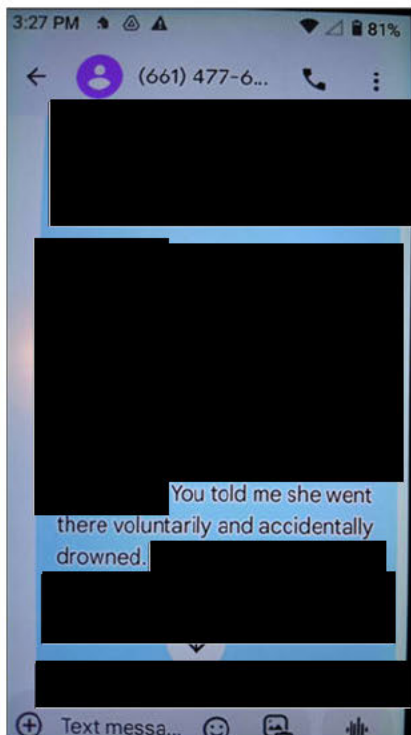 3:27 PM 81%
(661) 477-6...
You told me she went
there voluntarily and accidentally
drowned.
Text messa...